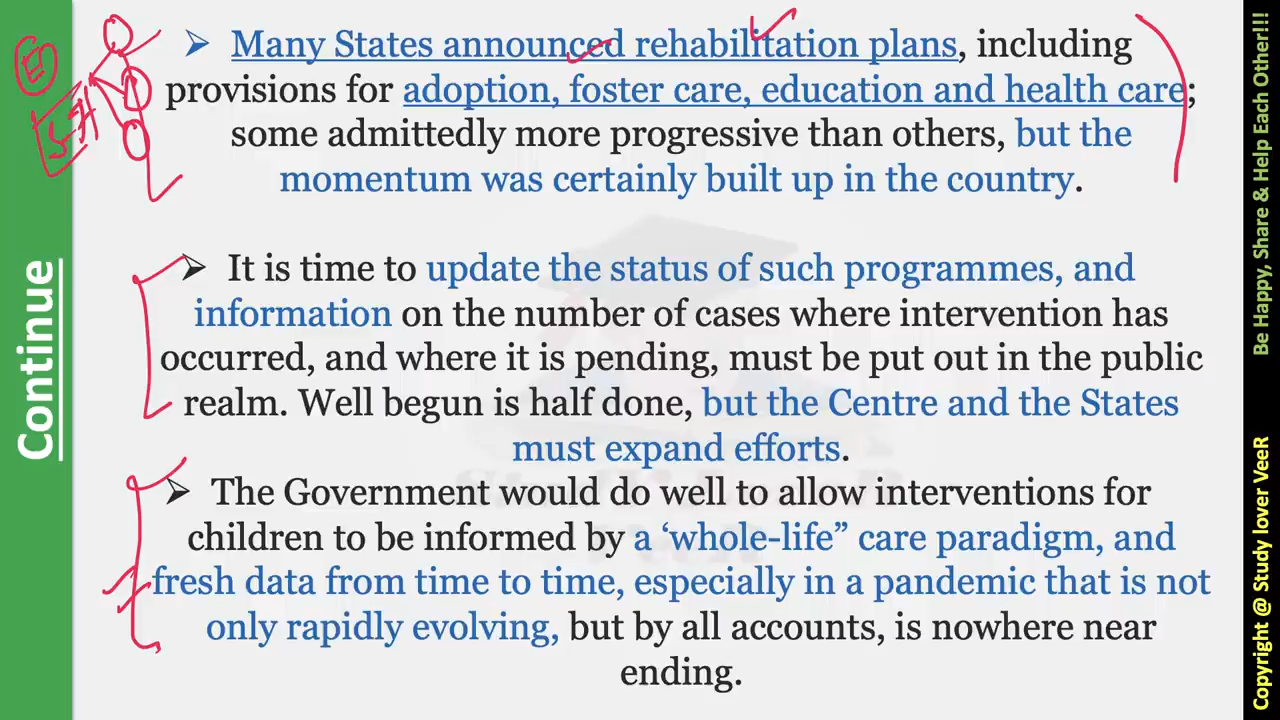 Continue
➢ Many States announced rehabilitation plans, including
provisions for adoption, foster care, education and health care;
some admittedly more progressive than others, but the
momentum was certainly built up in the country.
➢ It is time to update the status of such programmes, and
information on the number of cases where intervention has
occurred, and where it is pending, must be put out in the public
realm. Well begun is half done, but the Centre and the States
must expand efforts.
➢ The Government would do well to allow interventions for
children to be informed by a ‘whole-life” care paradigm, and
fresh data from time to time, especially in a pandemic that is not
only rapidly evolving, but by all accounts, is nowhere near
ending.
Be Happy, Share & Help Each Other!!!
Copyright @ Study lover VeeR